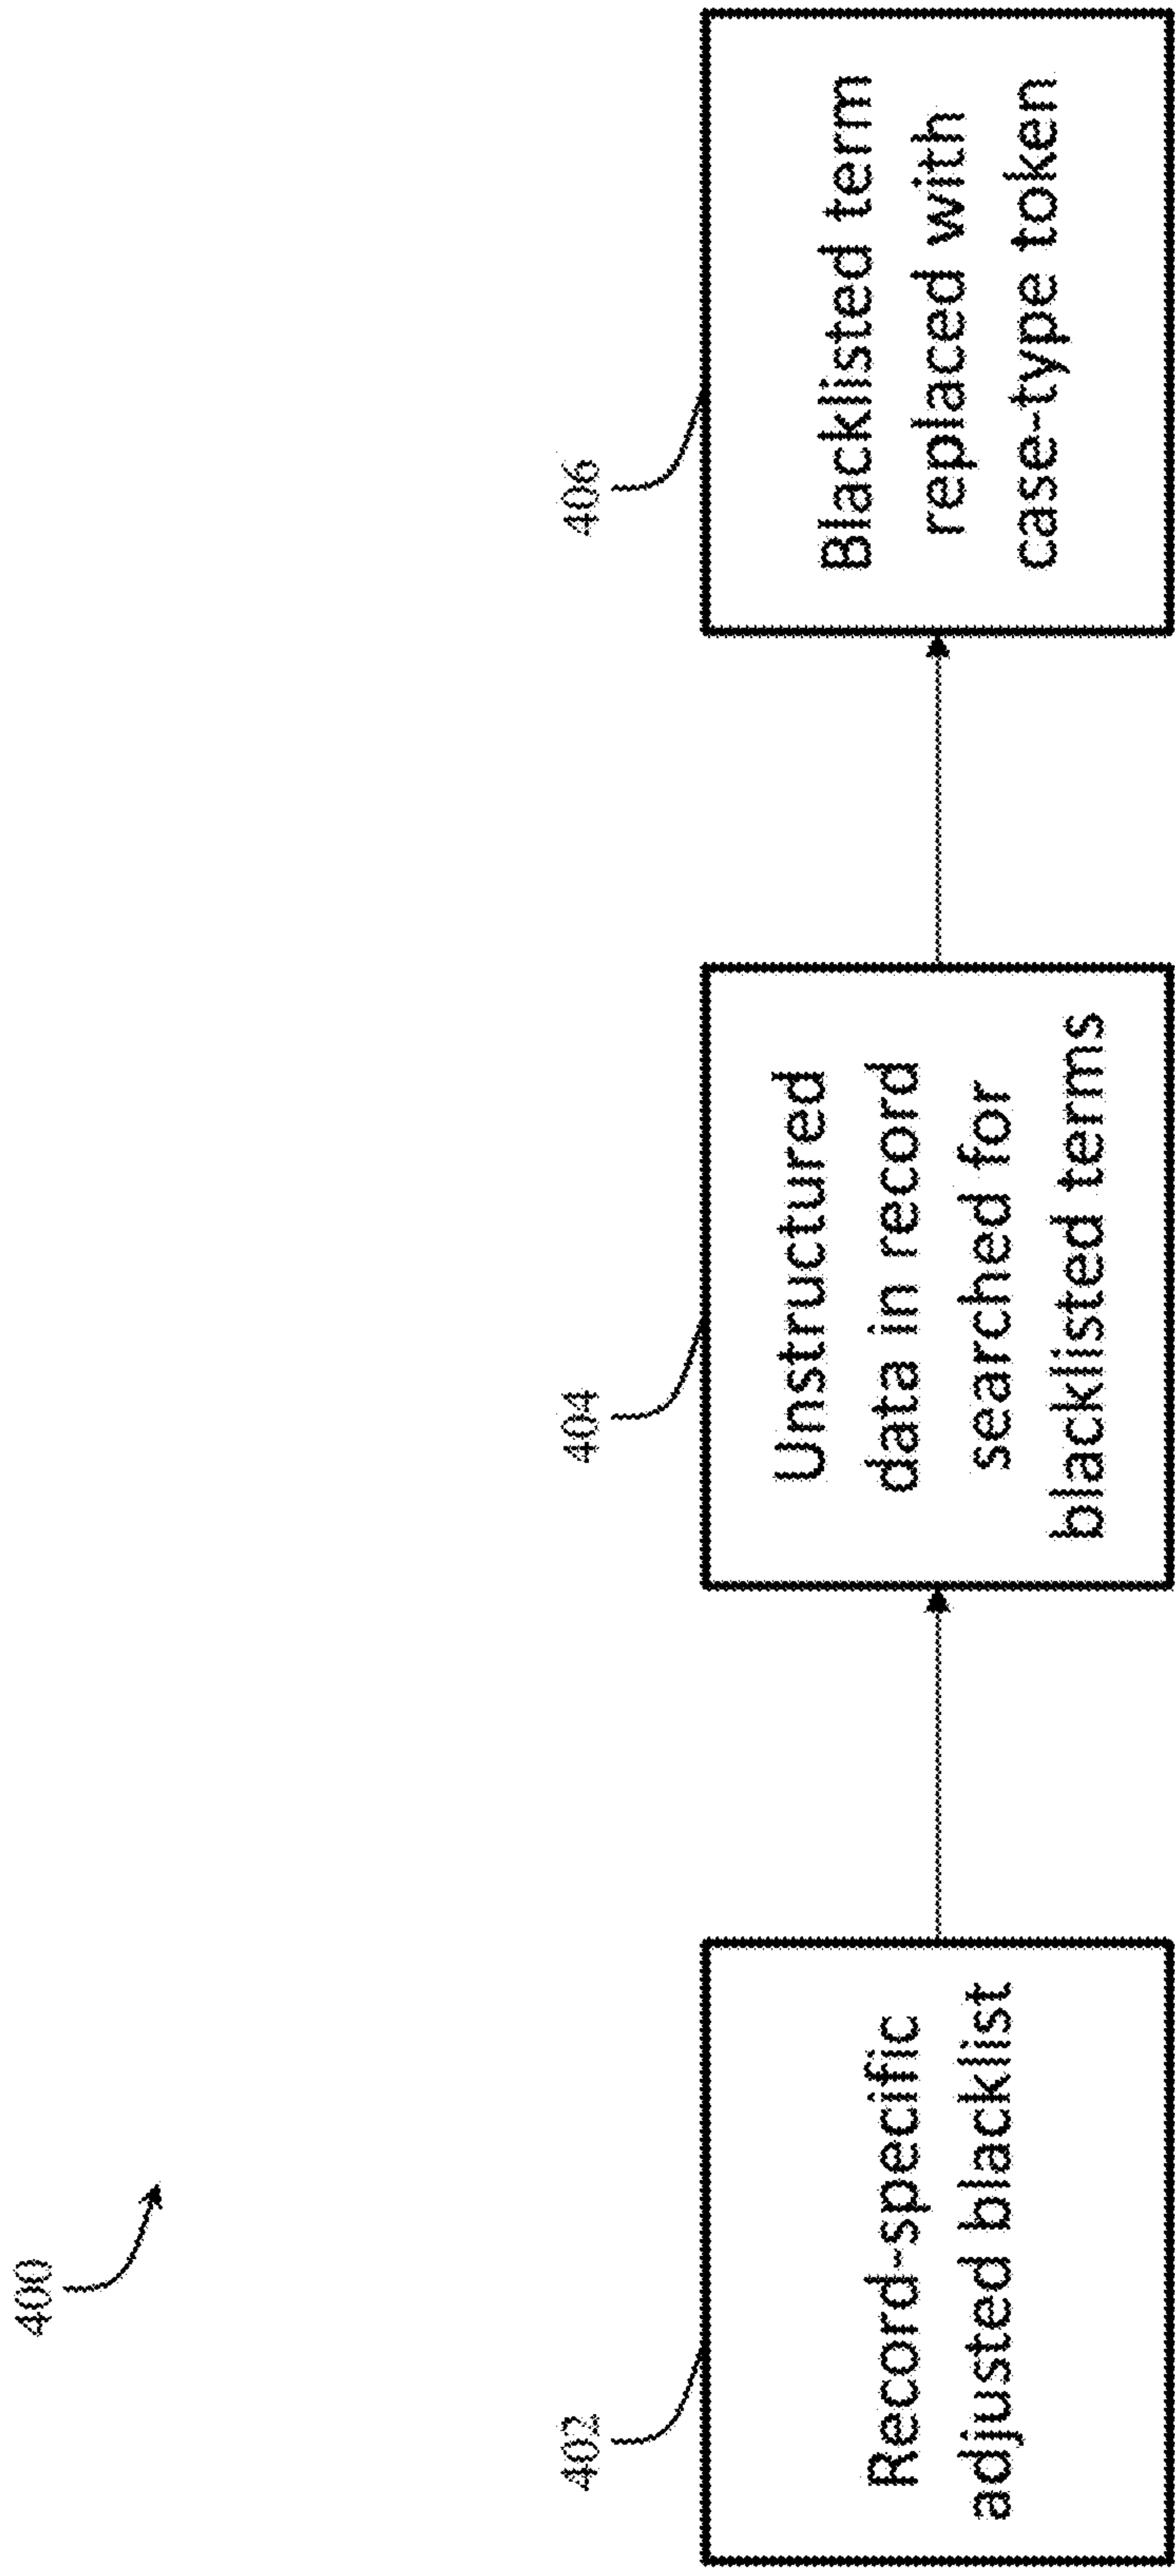 400
402
Record-specific
adjusted blacklist
404
Unstructured
data in record
searched for
blacklisted terms
406
Blacklisted term
replaced with
case-type token